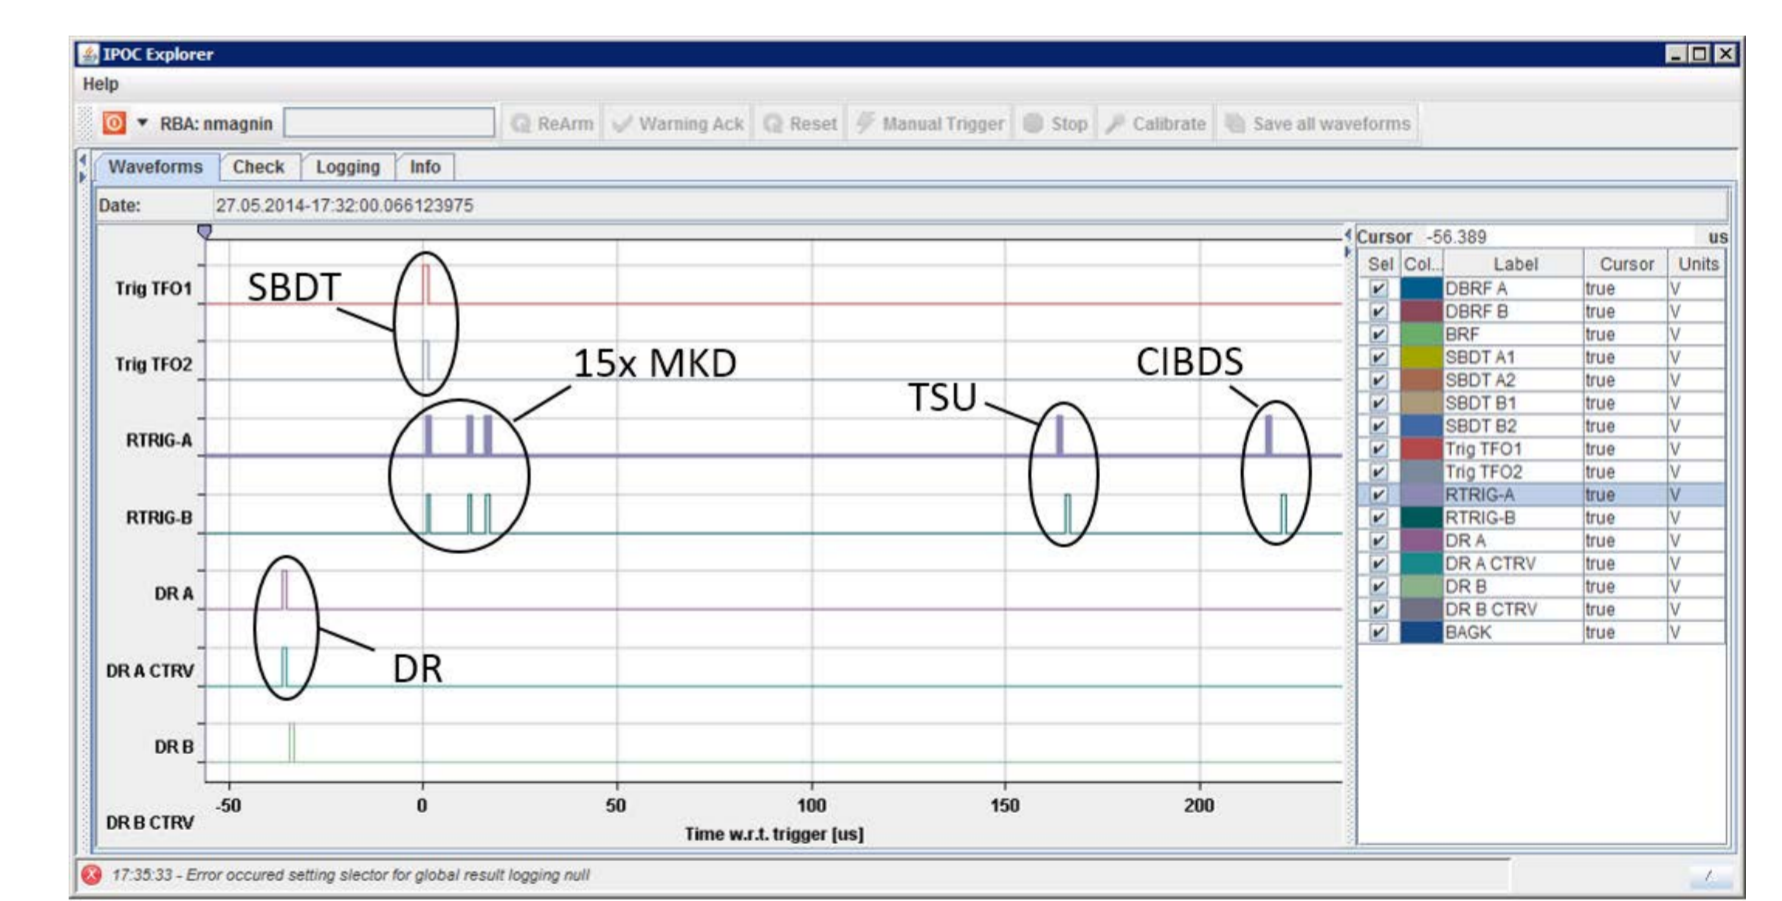 IPOC Explorer
Help
RBA: nmagnin ReArm Warning Ack Reset Manual Trigger Stop Calibrate Save all waveforms
Waveforms Check Logging Info
Date: 27.05.2014-17:32:00.066123975
Cursor -56.389 us
Sel Col... Label Cursor Units
DBRF A true V
DBRF B true V
BRF true V
SBDT A1 true V
SBDT A2 true V
SBDT B1 true V
SBDT B2 true V
Trig TFO1 true V
Trig TFO2 true V
RTRIG-A true V
RTRIG-B true V
DR A true V
DR A CTRV true V
DR B true V
DR B CTRV true V
BAGK true V
Trig TFO1
SBDT
Trig TFO2
15x MKD
CIBDS
TSU
RTRIG-A
RTRIG-B
DR A
DR
DR A CTRV
DR B
-50 0 50 100 150 200
DR B CTRV
Time w.r.t. trigger [us]
17:35:33 - Error occured setting slector for global result logging null